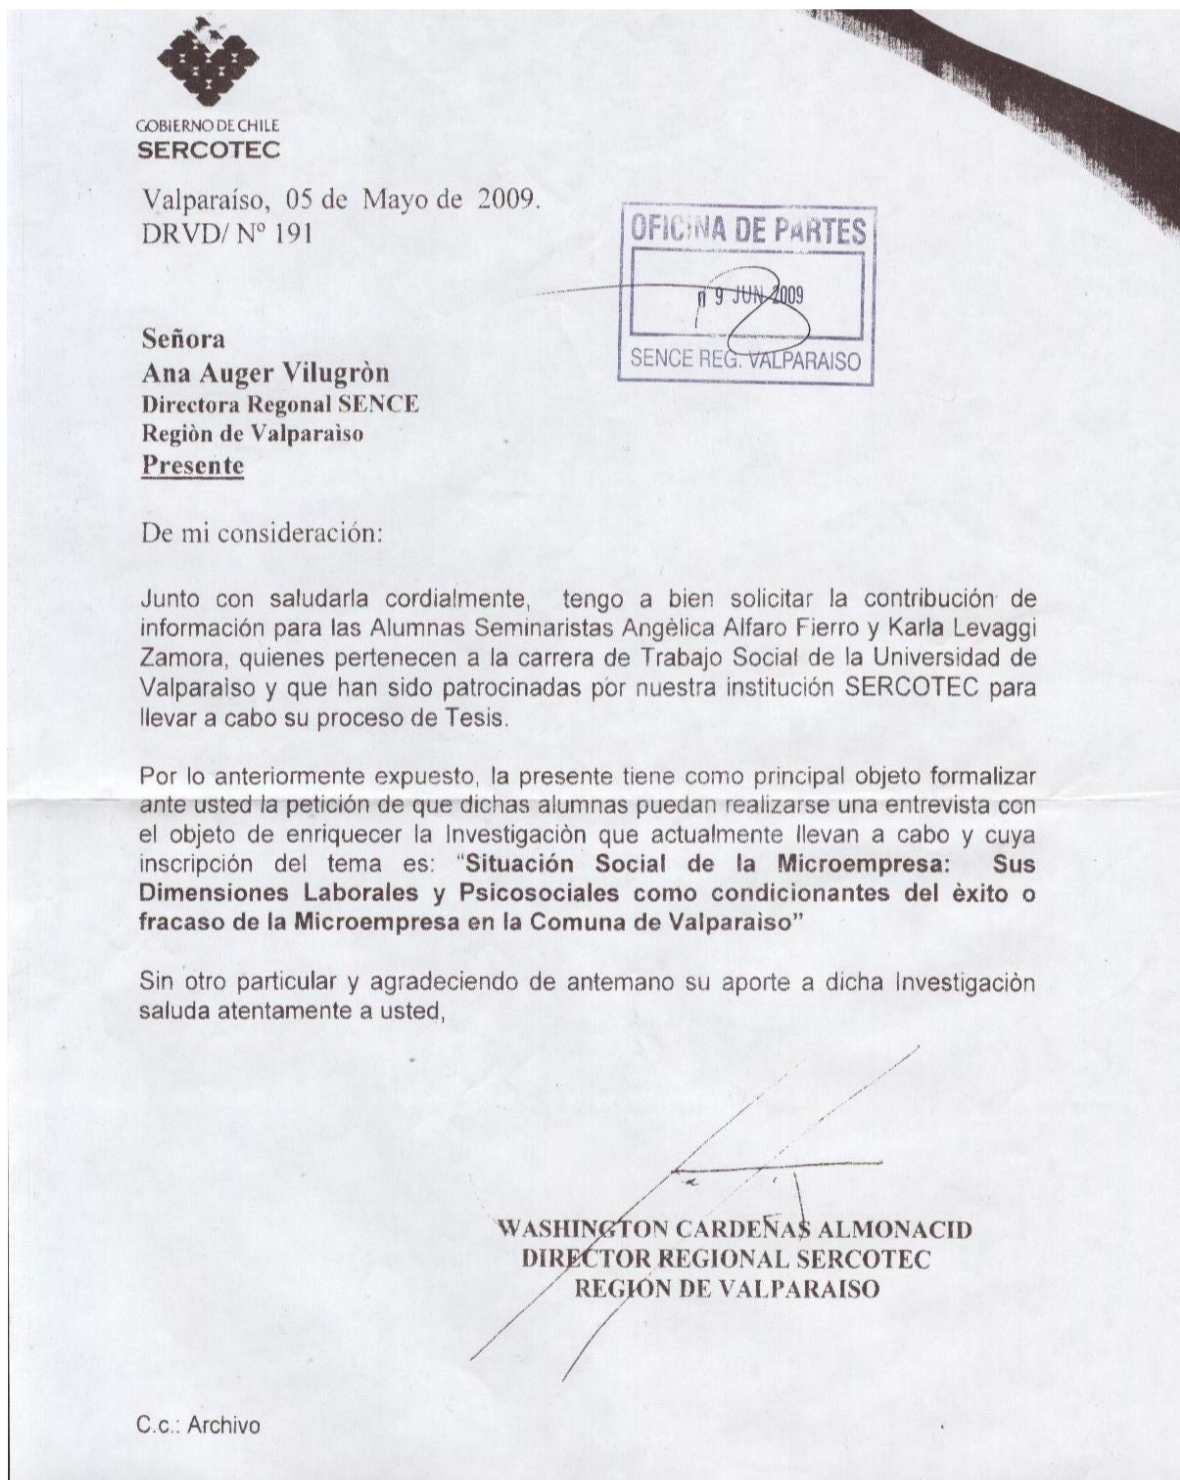 GOBIERNO DE CHILE
SERCOTEC
Valparaíso, 05 de Mayo de 2009.
DRVD/ Nº 191
OFICINA DE PARTES
9 JUN 2009
SENCE REG. VALPARAISO
Señora
Ana Auger Vilugròn
Directora Regonal SENCE
Regiòn de Valparaìso
Presente
De mi consideración:
Junto con saludarla cordialmente, tengo a bien solicitar la contribución de
información para las Alumnas Seminaristas Angèlica Alfaro Fierro y Karla Levaggi
Zamora, quienes pertenecen a la carrera de Trabajo Social de la Universidad de
Valparaìso y que han sido patrocinadas por nuestra institución SERCOTEC para
llevar a cabo su proceso de Tesis.
Por lo anteriormente expuesto, la presente tiene como principal objeto formalizar
ante usted la petición de que dichas alumnas puedan realizarse una entrevista con
el objeto de enriquecer la Investigaciòn que actualmente llevan a cabo y cuya
inscripción del tema es: “Situación Social de la Microempresa: Sus
Dimensiones Laborales y Psicosociales como condicionantes del èxito o
fracaso de la Microempresa en la Comuna de Valparaìso”
Sin otro particular y agradeciendo de antemano su aporte a dicha Investigaciòn
saluda atentamente a usted,
WASHINGTON CARDENAS ALMONACID
DIRECTOR REGIONAL SERCOTEC
REGIÓN DE VALPARAISO
C.c.: Archivo